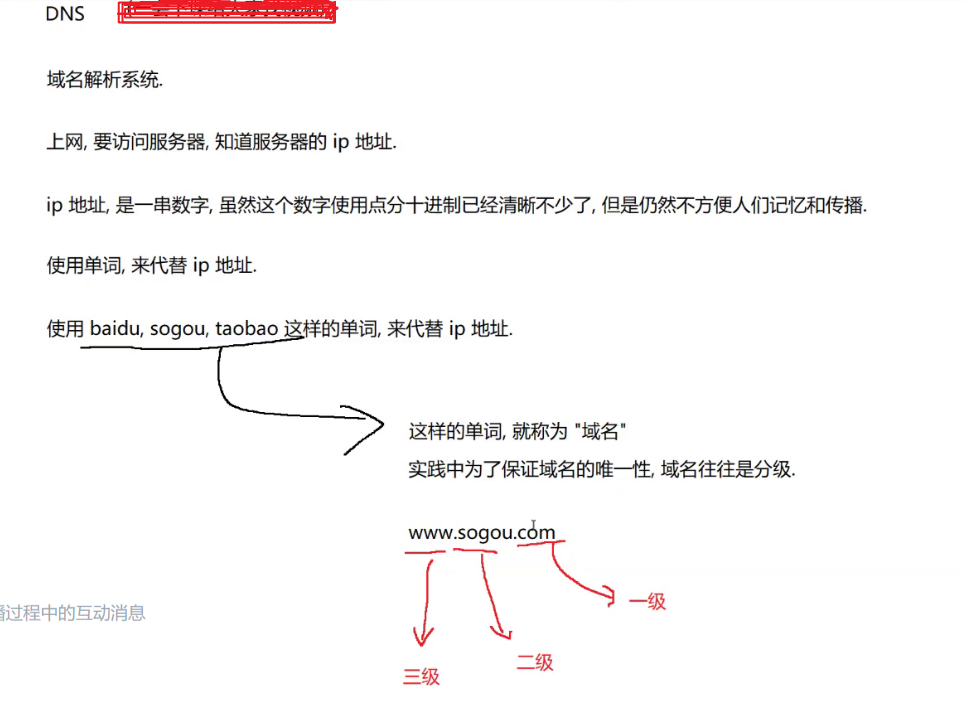 DNS
域名解析系统.
上网, 要访问服务器, 知道服务器的 ip 地址.
ip 地址, 是一串数字, 虽然这个数字使用点分十进制已经清晰不少了, 但是仍然不方便人们记忆和传播.
使用单词, 来代替 ip 地址.
使用 baidu, sogou, taobao 这样的单词, 来代替 ip 地址.
这样的单词, 就称为 "域名"
实践中为了保证域名的唯一性, 域名往往是分级.
www.sogou.com
一级
过程中的互动消息
二级
三级